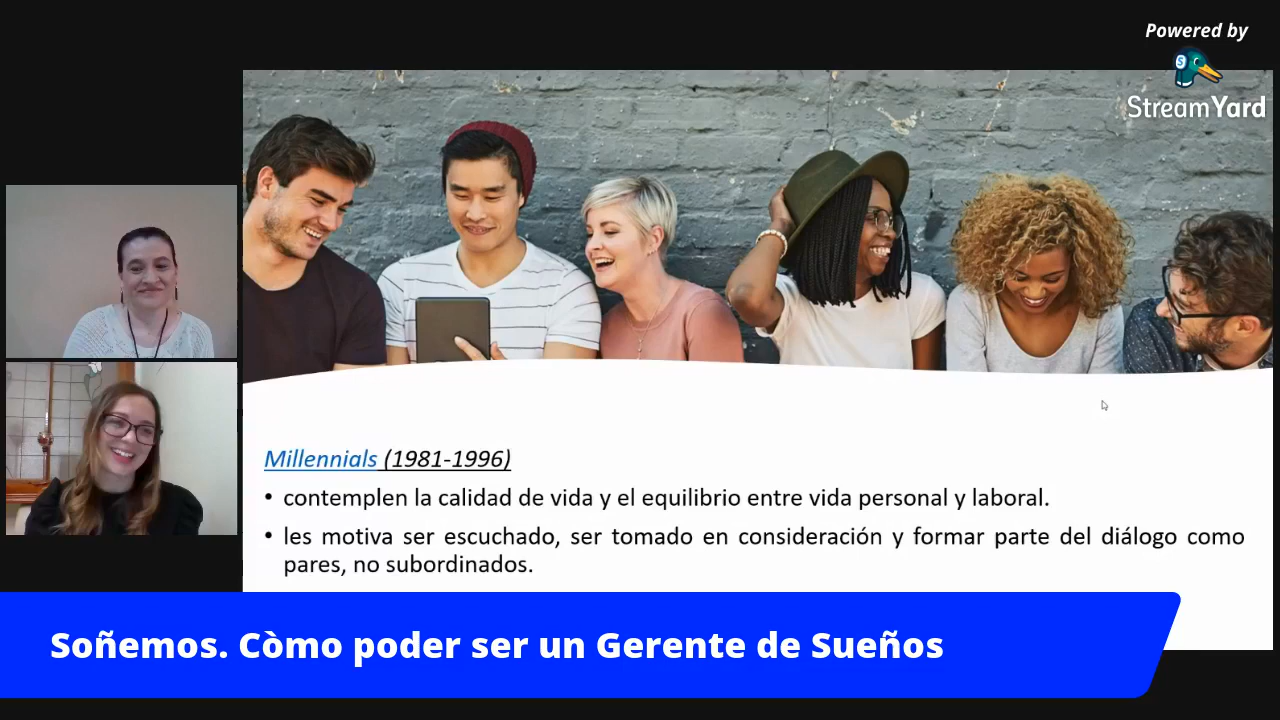 Powered by
StreamYard
Millennials (1981-1996)
• contemplen la calidad de vida y el equilibrio entre vida personal y laboral.
• les motiva ser escuchado, ser tomado en consideración y formar parte del diálogo como
pares, no subordinados.
Soñemos. Còmo poder ser un Gerente de Sueños